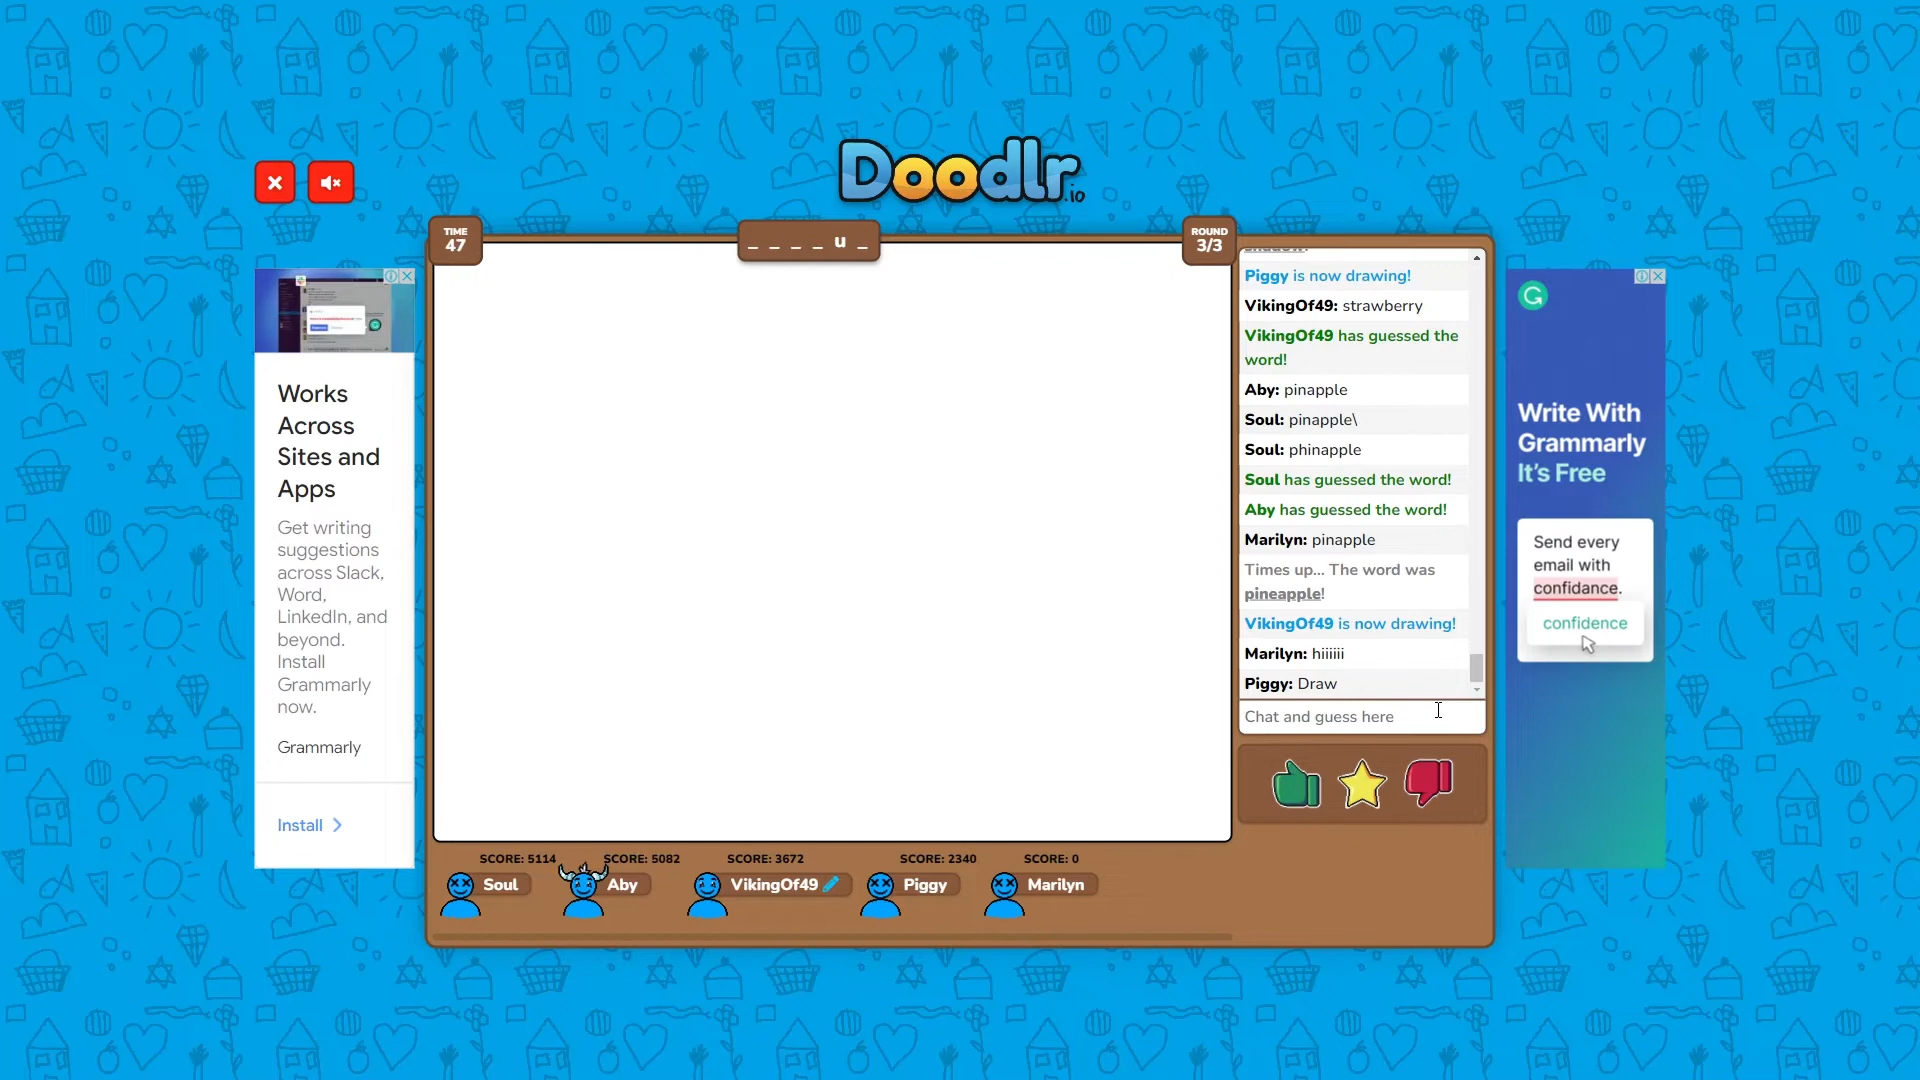 Doodlr.io
TIME
47
_ _ _ _ u _
ROUND
3/3
Piggy is now drawing!
VikingOf49: strawberry
VikingOf49 has guessed the
word!
Aby: pinapple
Soul: pinapple\
Soul: phinapple
Soul has guessed the word!
Aby has guessed the word!
Marilyn: pinapple
Times up... The word was
pineapple!
VikingOf49 is now drawing!
Marilyn: hiiiiii
Piggy: Draw
Chat and guess here
SCORE: 5114
Soul
SCORE: 5082
Aby
SCORE: 3672
VikingOf49
SCORE: 2340
Piggy
SCORE: 0
Marilyn
Works
Across
Sites and
Apps
Get writing
suggestions
across Slack,
Word,
LinkedIn, and
beyond.
Install
Grammarly
now.
Grammarly
Install
Write With
Grammarly
It's Free
Send every
email with
confidance.
confidence